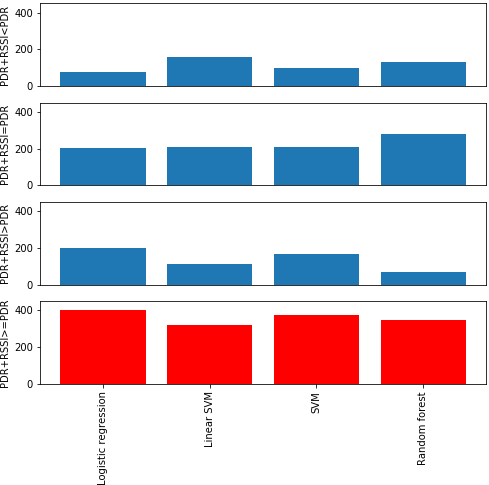 PDR+RSSI<PDR
400
200
0
PDR+RSSI=PDR
400
200
0
PDR+RSSI>PDR
400
200
0
PDR+RSSI>=PDR
400
200
0
Logistic regression
Linear SVM
SVM
Random forest